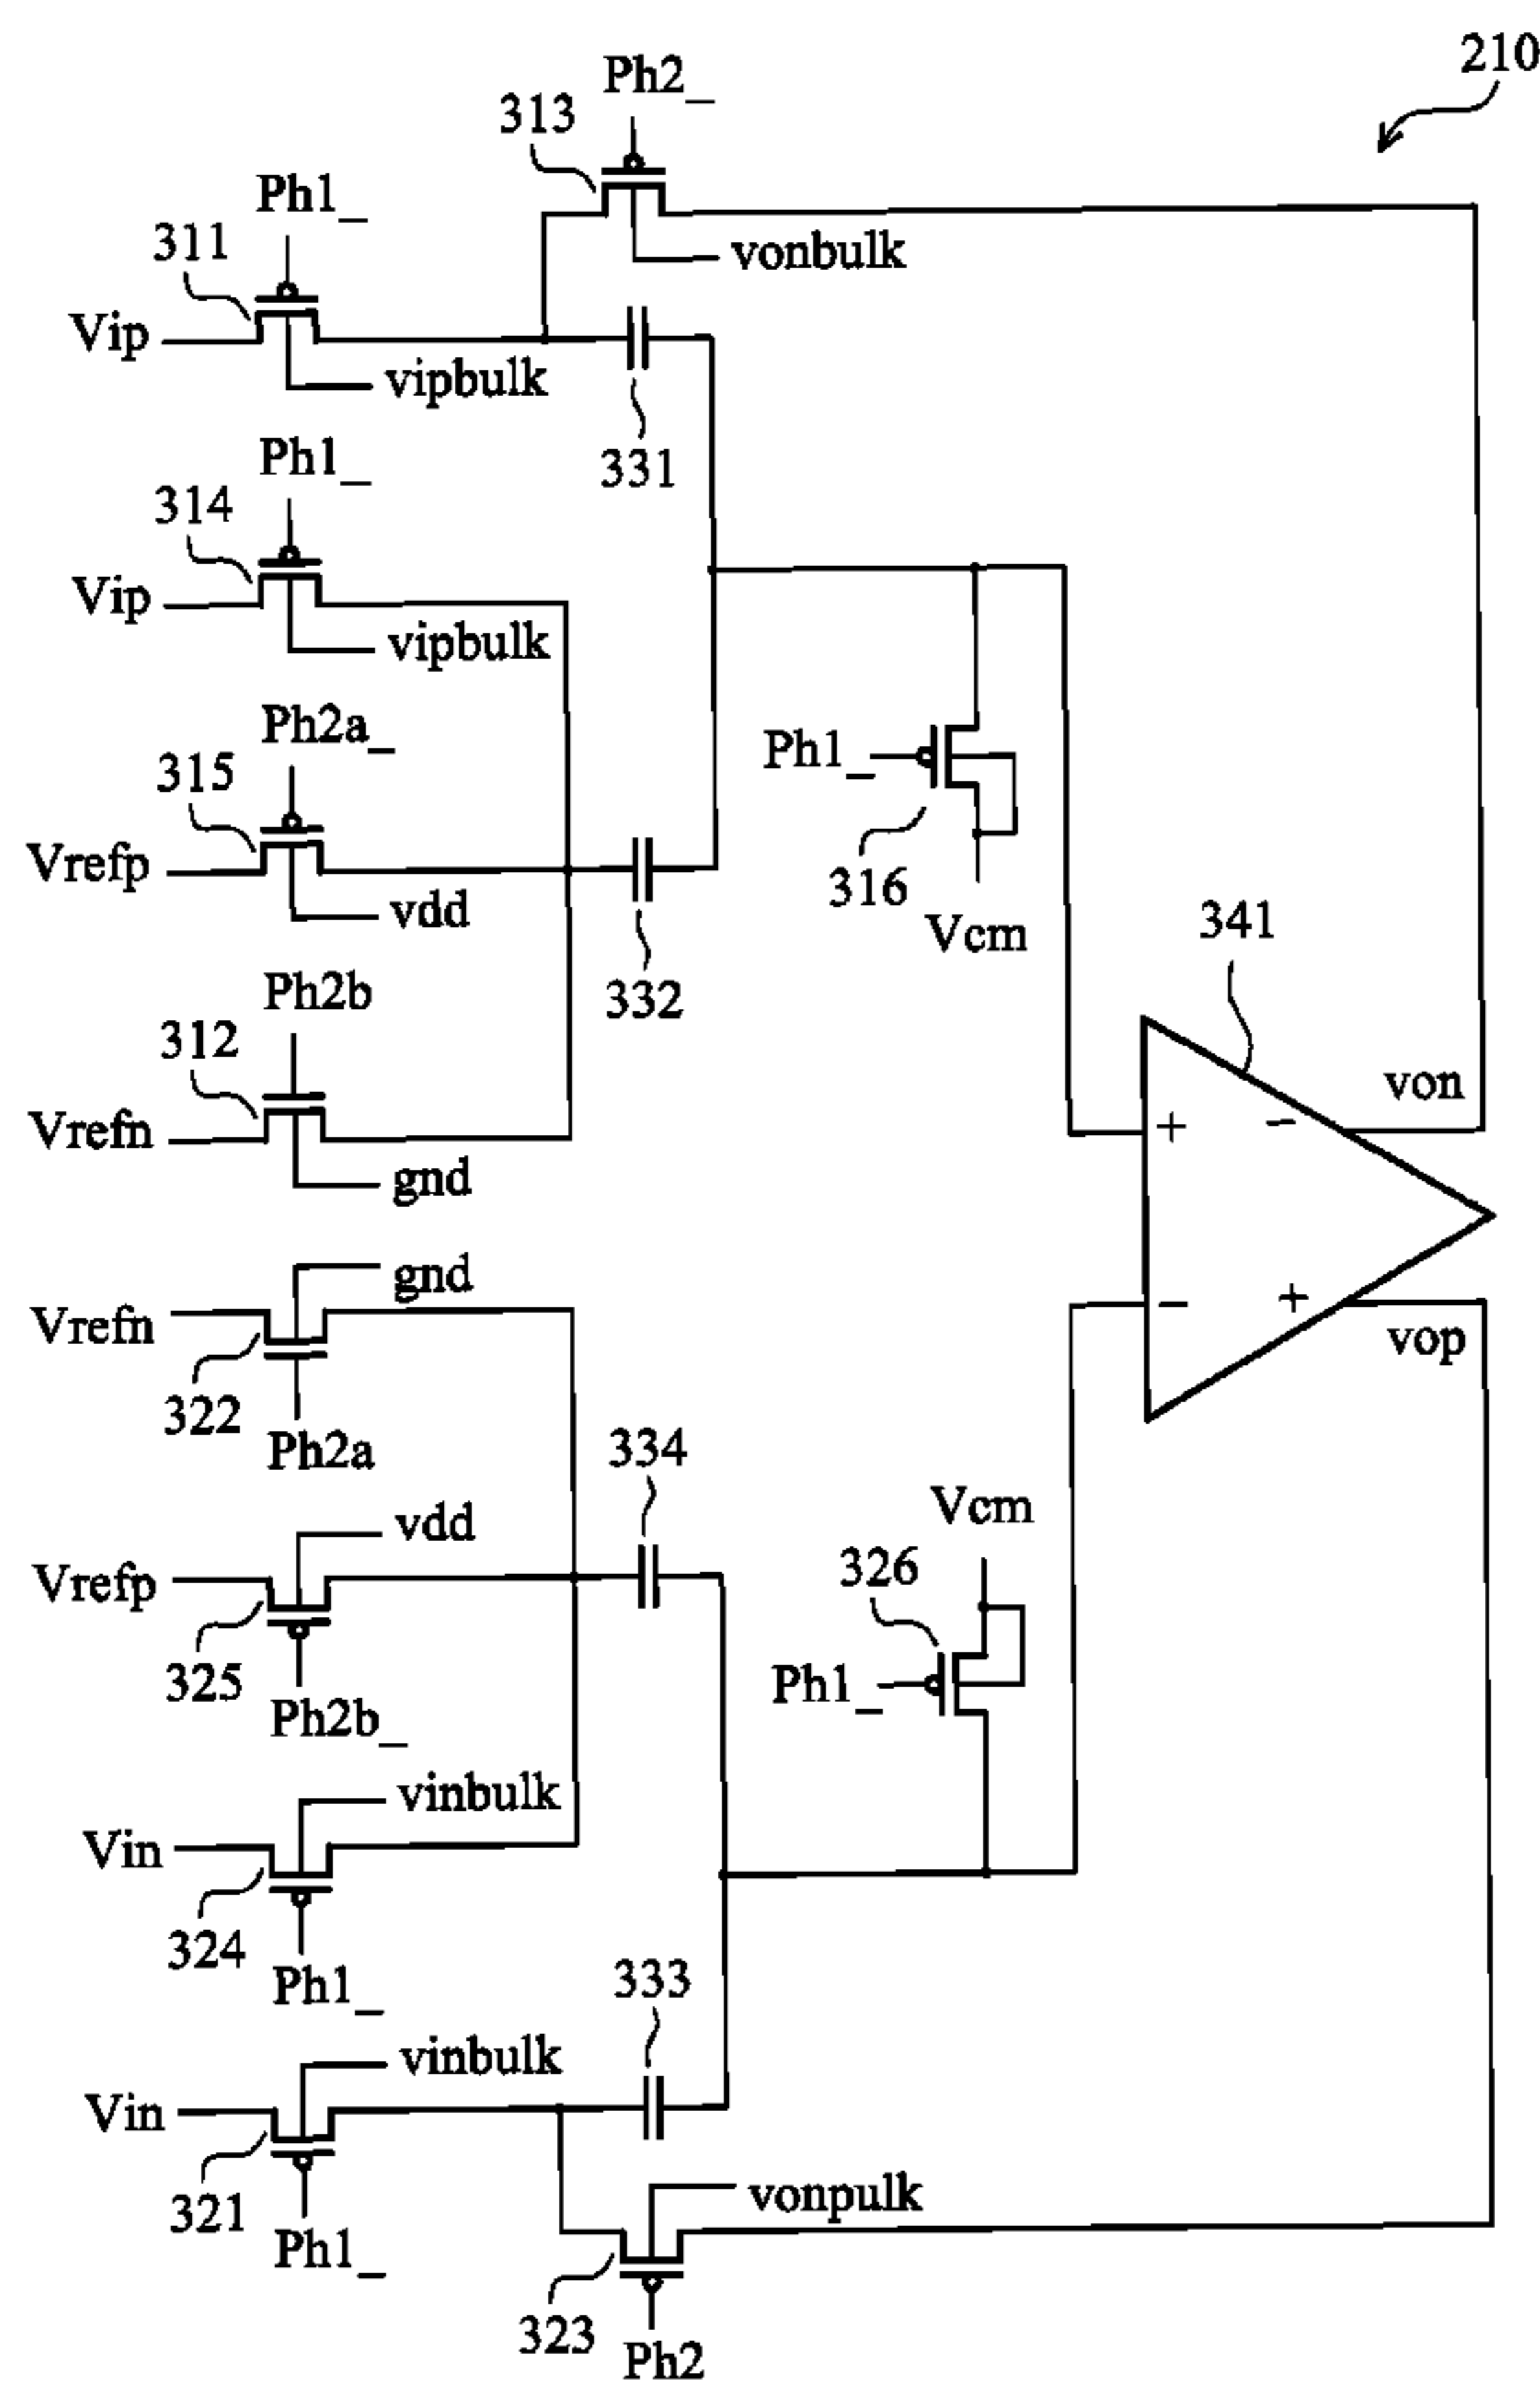 210
Ph2_
313
Ph1_
311
vonbulk
Vip
vipbulk
Ph1_
331
314
Vip
vipbulk
Ph2a_
Ph1_
315
Vrefp
316
vdd
Vcm
341
Ph2b
332
312
von
Vrefn
+
-
gnd
gnd
Vrefn
-
+
vop
322
Ph2a
334
Vcm
vdd
326
Vrefp
325
Ph1_
Ph2b_
vinbulk
Vin
324
333
Ph1_
vinbulk
Vin
vonpulk
321
Ph1_
323
Ph2